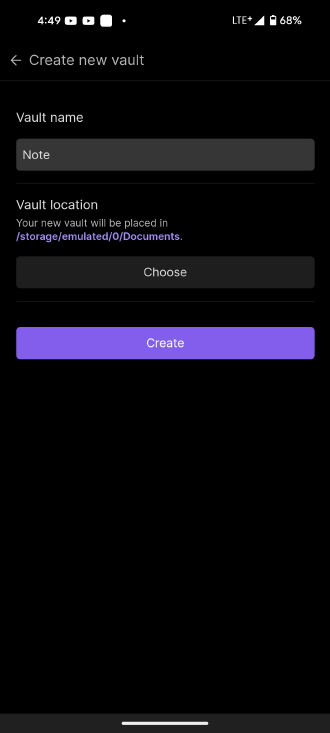 4:49 LTE+ 68%
Create new vault
Vault name
Note
Vault location
Your new vault will be placed in
/storage/emulated/0/Documents.
Choose
Create